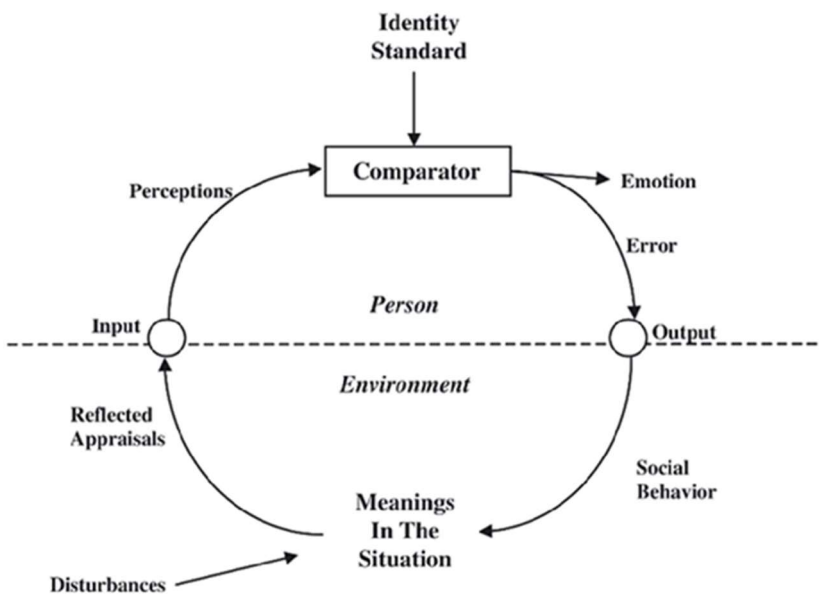 Identity
Standard
Comparator
Perceptions
Emotion
Error
Person
Input
Output
Environment
Reflected
Appraisals
Social
Behavior
Meanings
In The
Situation
Disturbances